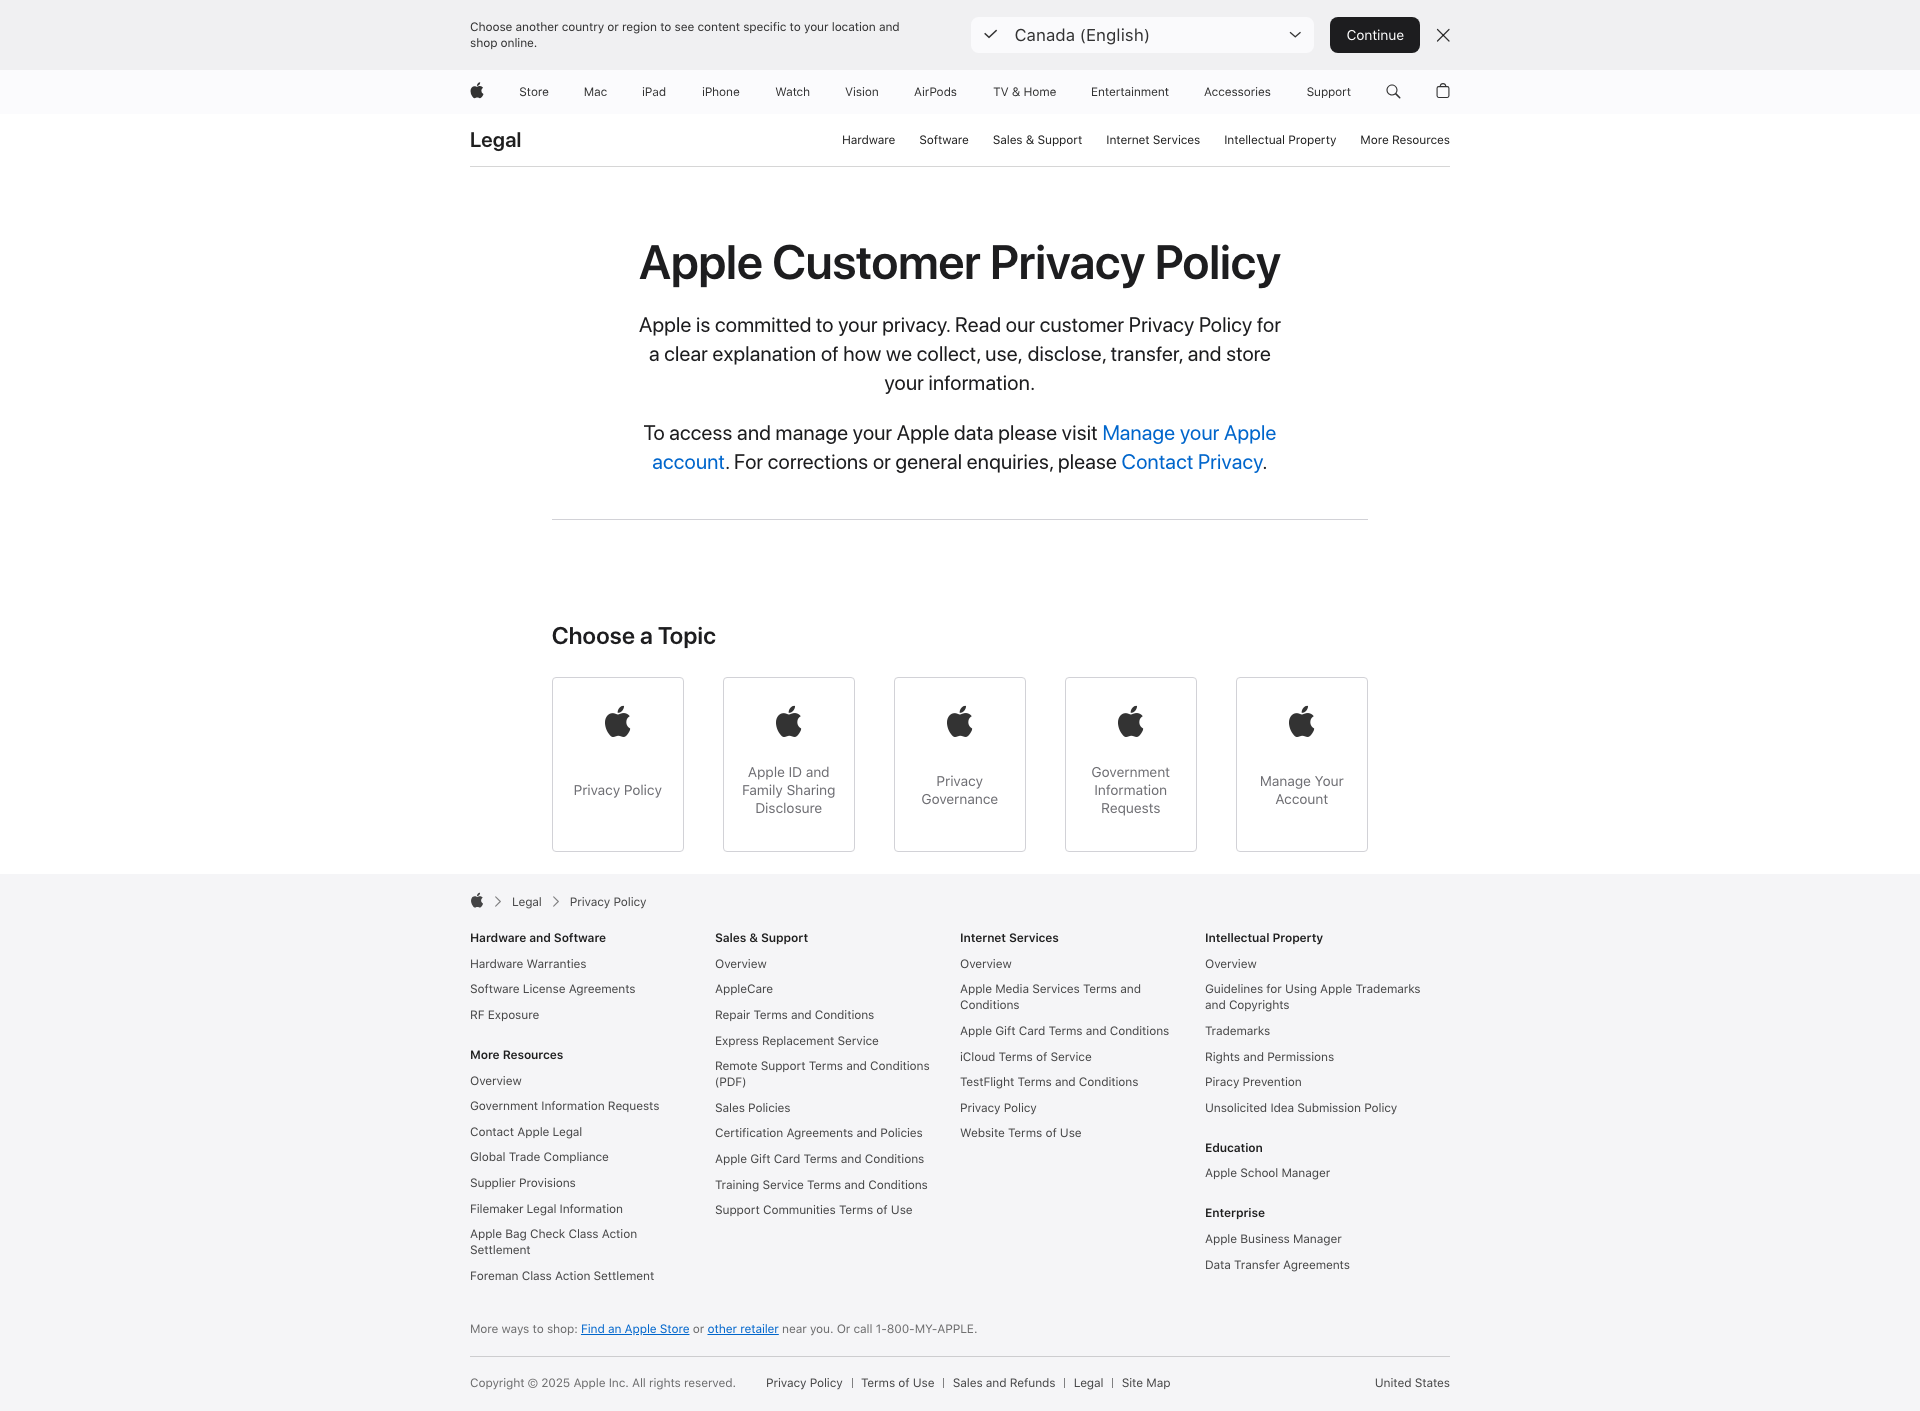 Choose another country or region to see content specific to your location and
shop online.
Canada (English)
Continue
Store
Mac
iPad
iPhone
Watch
Vision
AirPods
TV & Home
Entertainment
Accessories
Support
Legal
Hardware
Software
Sales & Support
Internet Services
Intellectual Property
More Resources
Apple Customer Privacy Policy
Apple is committed to your privacy. Read our customer Privacy Policy for
a clear explanation of how we collect, use, disclose, transfer, and store
your information.
To access and manage your Apple data please visit Manage your Apple
account. For corrections or general enquiries, please Contact Privacy.
Choose a Topic
Privacy Policy
Apple ID and
Family Sharing
Disclosure
Privacy
Governance
Government
Information
Requests
Manage Your
Account
Legal
Privacy Policy
Hardware and Software
Hardware Warranties
Software License Agreements
RF Exposure
More Resources
Overview
Government Information Requests
Contact Apple Legal
Global Trade Compliance
Supplier Provisions
Filemaker Legal Information
Apple Bag Check Class Action
Settlement
Foreman Class Action Settlement
Sales & Support
Overview
AppleCare
Repair Terms and Conditions
Express Replacement Service
Remote Support Terms and Conditions
(PDF)
Sales Policies
Certification Agreements and Policies
Apple Gift Card Terms and Conditions
Training Service Terms and Conditions
Support Communities Terms of Use
Internet Services
Overview
Apple Media Services Terms and
Conditions
Apple Gift Card Terms and Conditions
iCloud Terms of Service
TestFlight Terms and Conditions
Privacy Policy
Website Terms of Use
Intellectual Property
Overview
Guidelines for Using Apple Trademarks
and Copyrights
Trademarks
Rights and Permissions
Piracy Prevention
Unsolicited Idea Submission Policy
Education
Apple School Manager
Enterprise
Apple Business Manager
Data Transfer Agreements
More ways to shop: Find an Apple Store or other retailer near you. Or call 1-800-MY-APPLE.
Copyright © 2025 Apple Inc. All rights reserved.
Privacy Policy
Terms of Use
Sales and Refunds
Legal
Site Map
United States